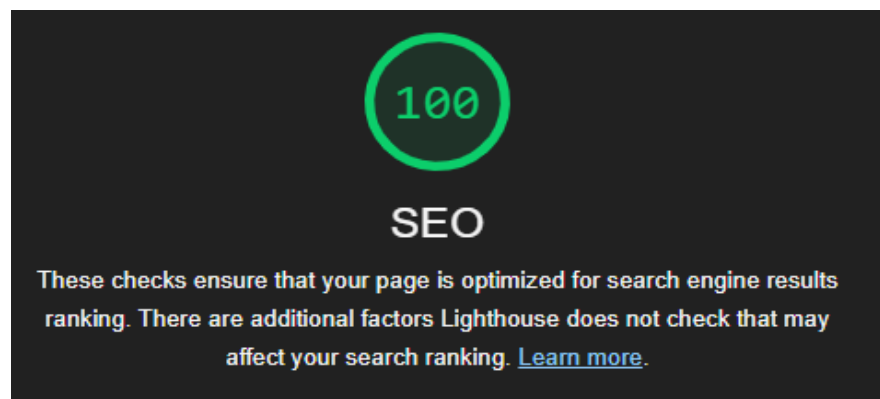 100
SEO
These checks ensure that your page is optimized for search engine results
ranking. There are additional factors Lighthouse does not check that may
affect your search ranking. Learn more.